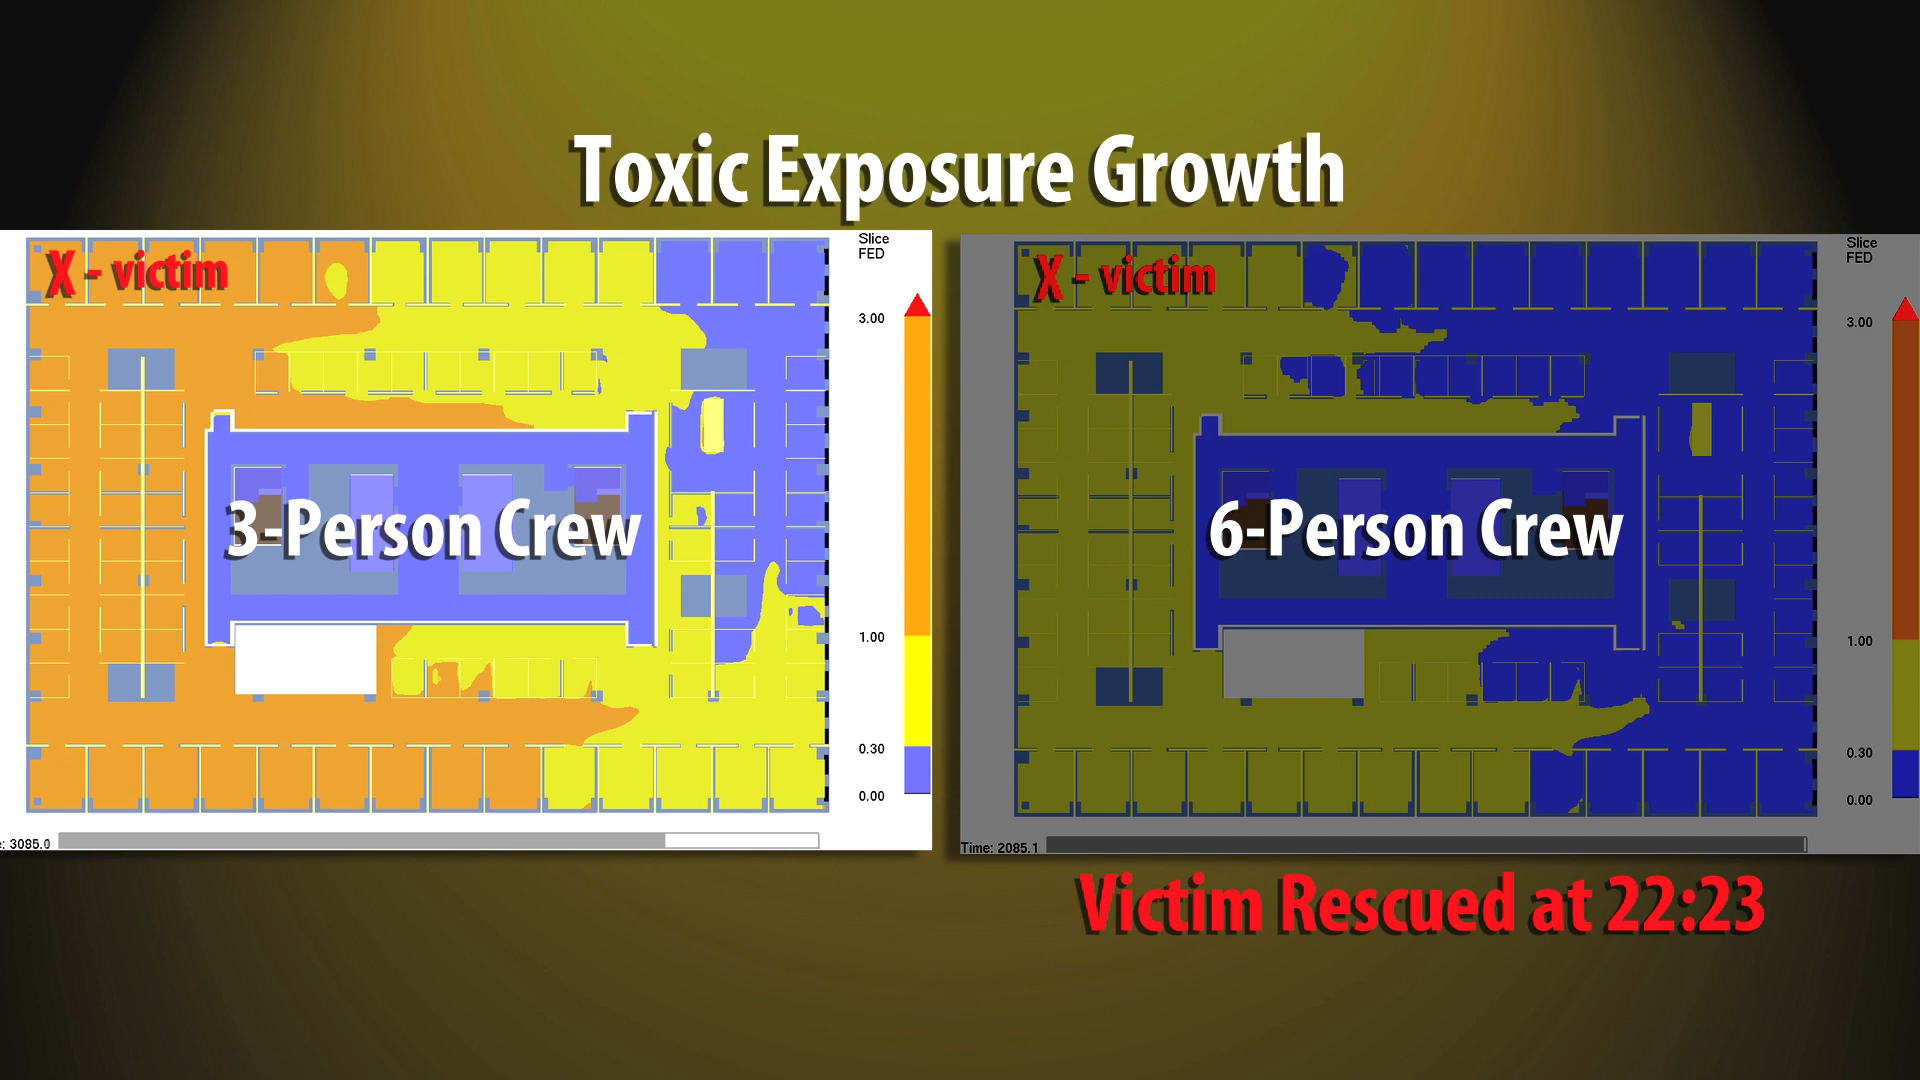 Toxic Exposure Growth
X - victim
Slice
FED
3.00
1.00
0.30
0.00
3-Person Crew
: 3085.0
X - victim
Slice
FED
3.00
1.00
0.30
0.00
6-Person Crew
Time: 2085.1
Victim Rescued at 22:23